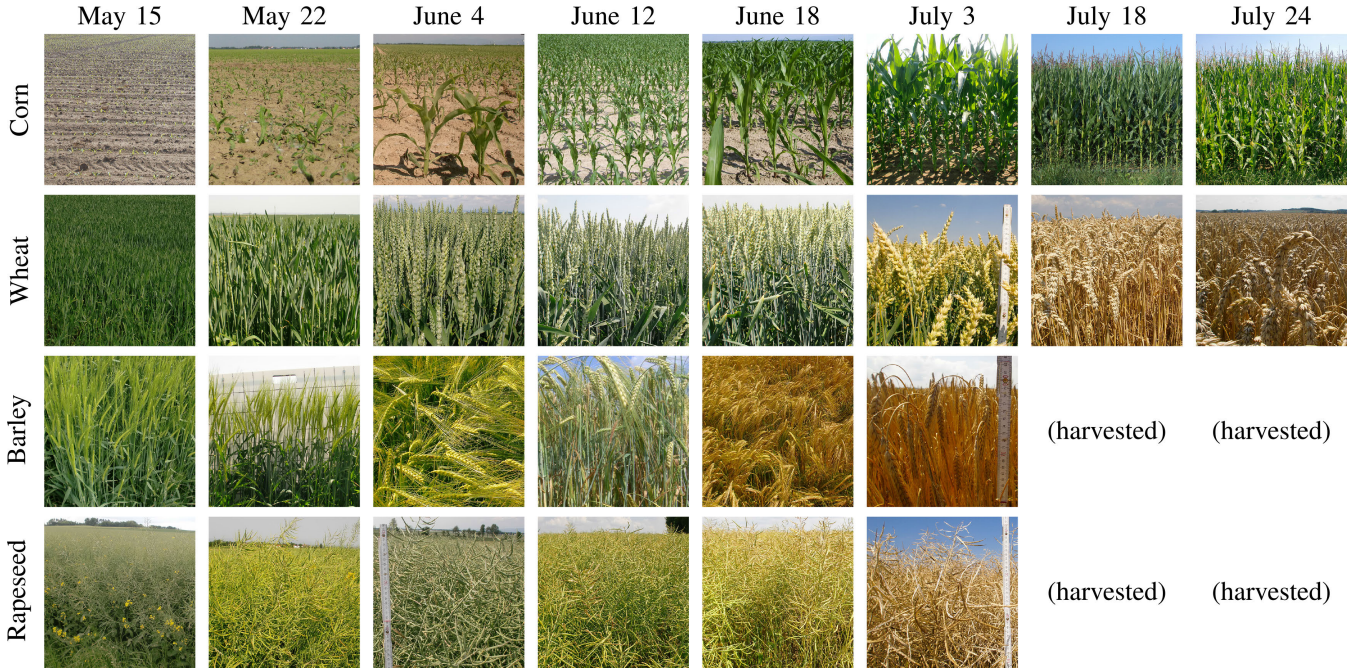 May 15 May 22 June 4 June 12 June 18 July 3 July 18 July 24
Corn
Wheat
Barley
(harvested) (harvested)
Rapeseed
(harvested) (harvested)